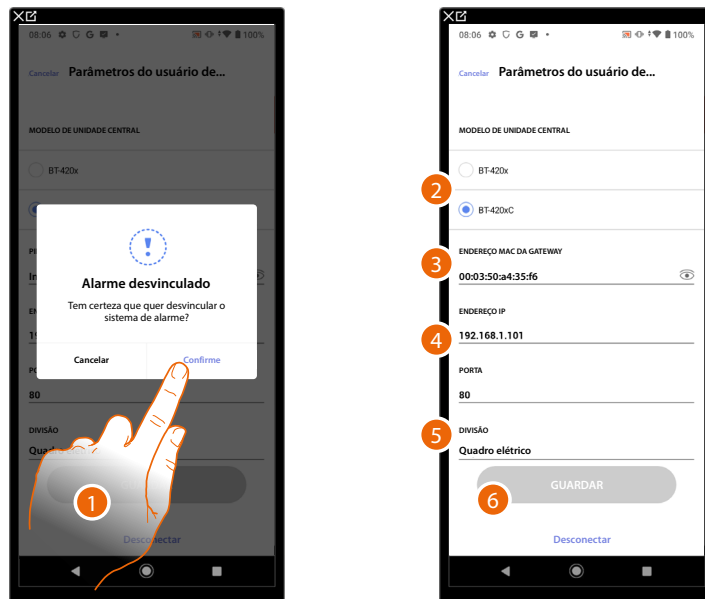 08:06 G 100%
Cancelar Parâmetros do usuário de...
MODELO DE UNIDADE CENTRAL
BT-420x
Alarme desvinculado
Tem certeza que quer desvincular o
sistema de alarme?
Cancelar Confirme
80
DIVISÃO
1
Desconectar
08:06 G 100%
Cancelar Parâmetros do usuário de...
MODELO DE UNIDADE CENTRAL
BT-420x
2
BT-420xC
ENDEREÇO MAC DA GATEWAY
3
00:03:50:a4:35:f6
ENDEREÇO IP
192.168.1.101
4
PORTA
80
DIVISÃO
5
Quadro elétrico
GUARDAR
6
Desconectar